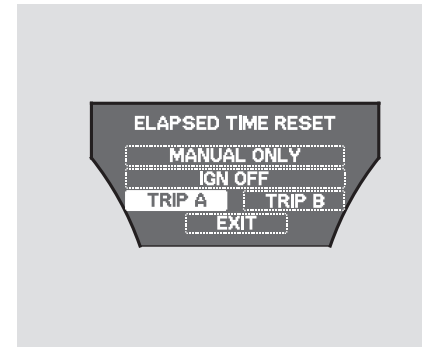 ELAPSED TIME RESET
MANUAL ONLY
IGN OFF
TRIP A TRIP B
EXIT